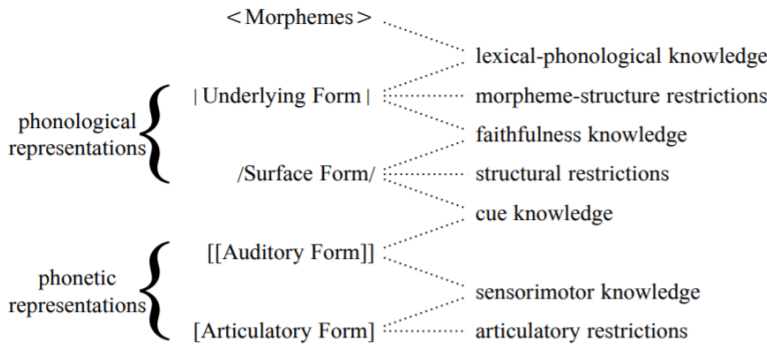 <Morphemes>
lexical-phonological knowledge
| Underlying Form |
morpheme-structure restrictions
phonological
representations
faithfulness knowledge
/Surface Form/
structural restrictions
cue knowledge
[[Auditory Form]]
phonetic
representations
sensorimotor knowledge
[Articulatory Form]
articulatory restrictions